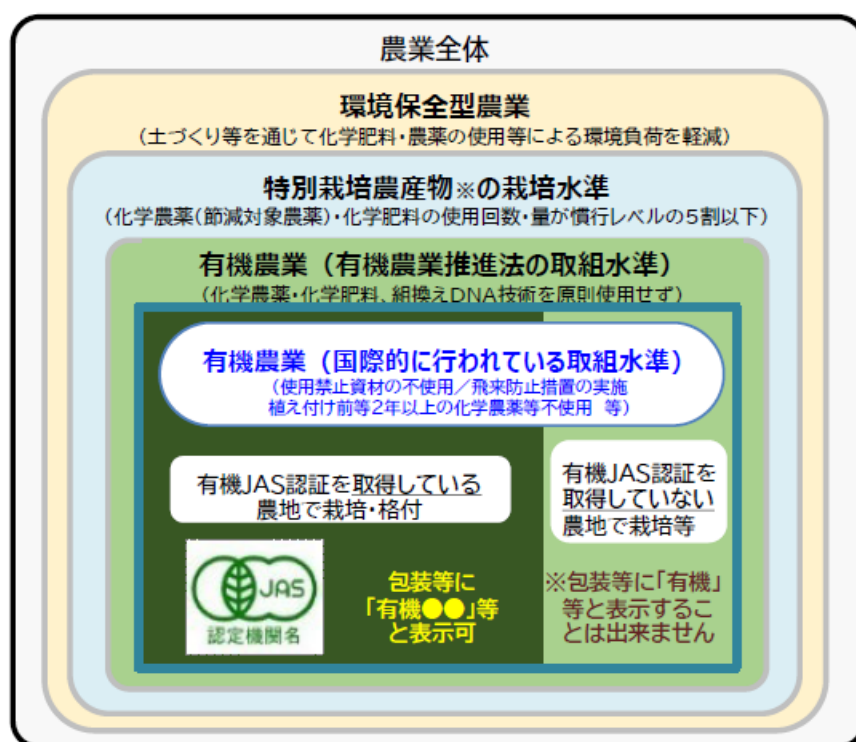 農業全体
環境保全型農業
(土づくり等を通じて化学肥料・農薬の使用等による環境負荷を軽減)
特別栽培農産物※の栽培水準
(化学農薬(節減対象農薬)・化学肥料の使用回数・量が慣行レベルの5割以下)
有機農業(有機農業推進法の取組水準)
(化学農薬・化学肥料、組換えDNA技術を原則使用せず)
有機農業(国際的に行われている取組水準)
(使用禁止資材の不使用/飛来防止措置の実施
植え付け前等2年以上の化学農薬等不使用 等)
有機JAS認証を取得している
農地で栽培・格付
有機JAS認証を
取得していない
農地で栽培等
JAS
認定機関名
包装等に
「有機●●」等
と表示可
※包装等に「有機」
等と表示するこ
とは出来ません